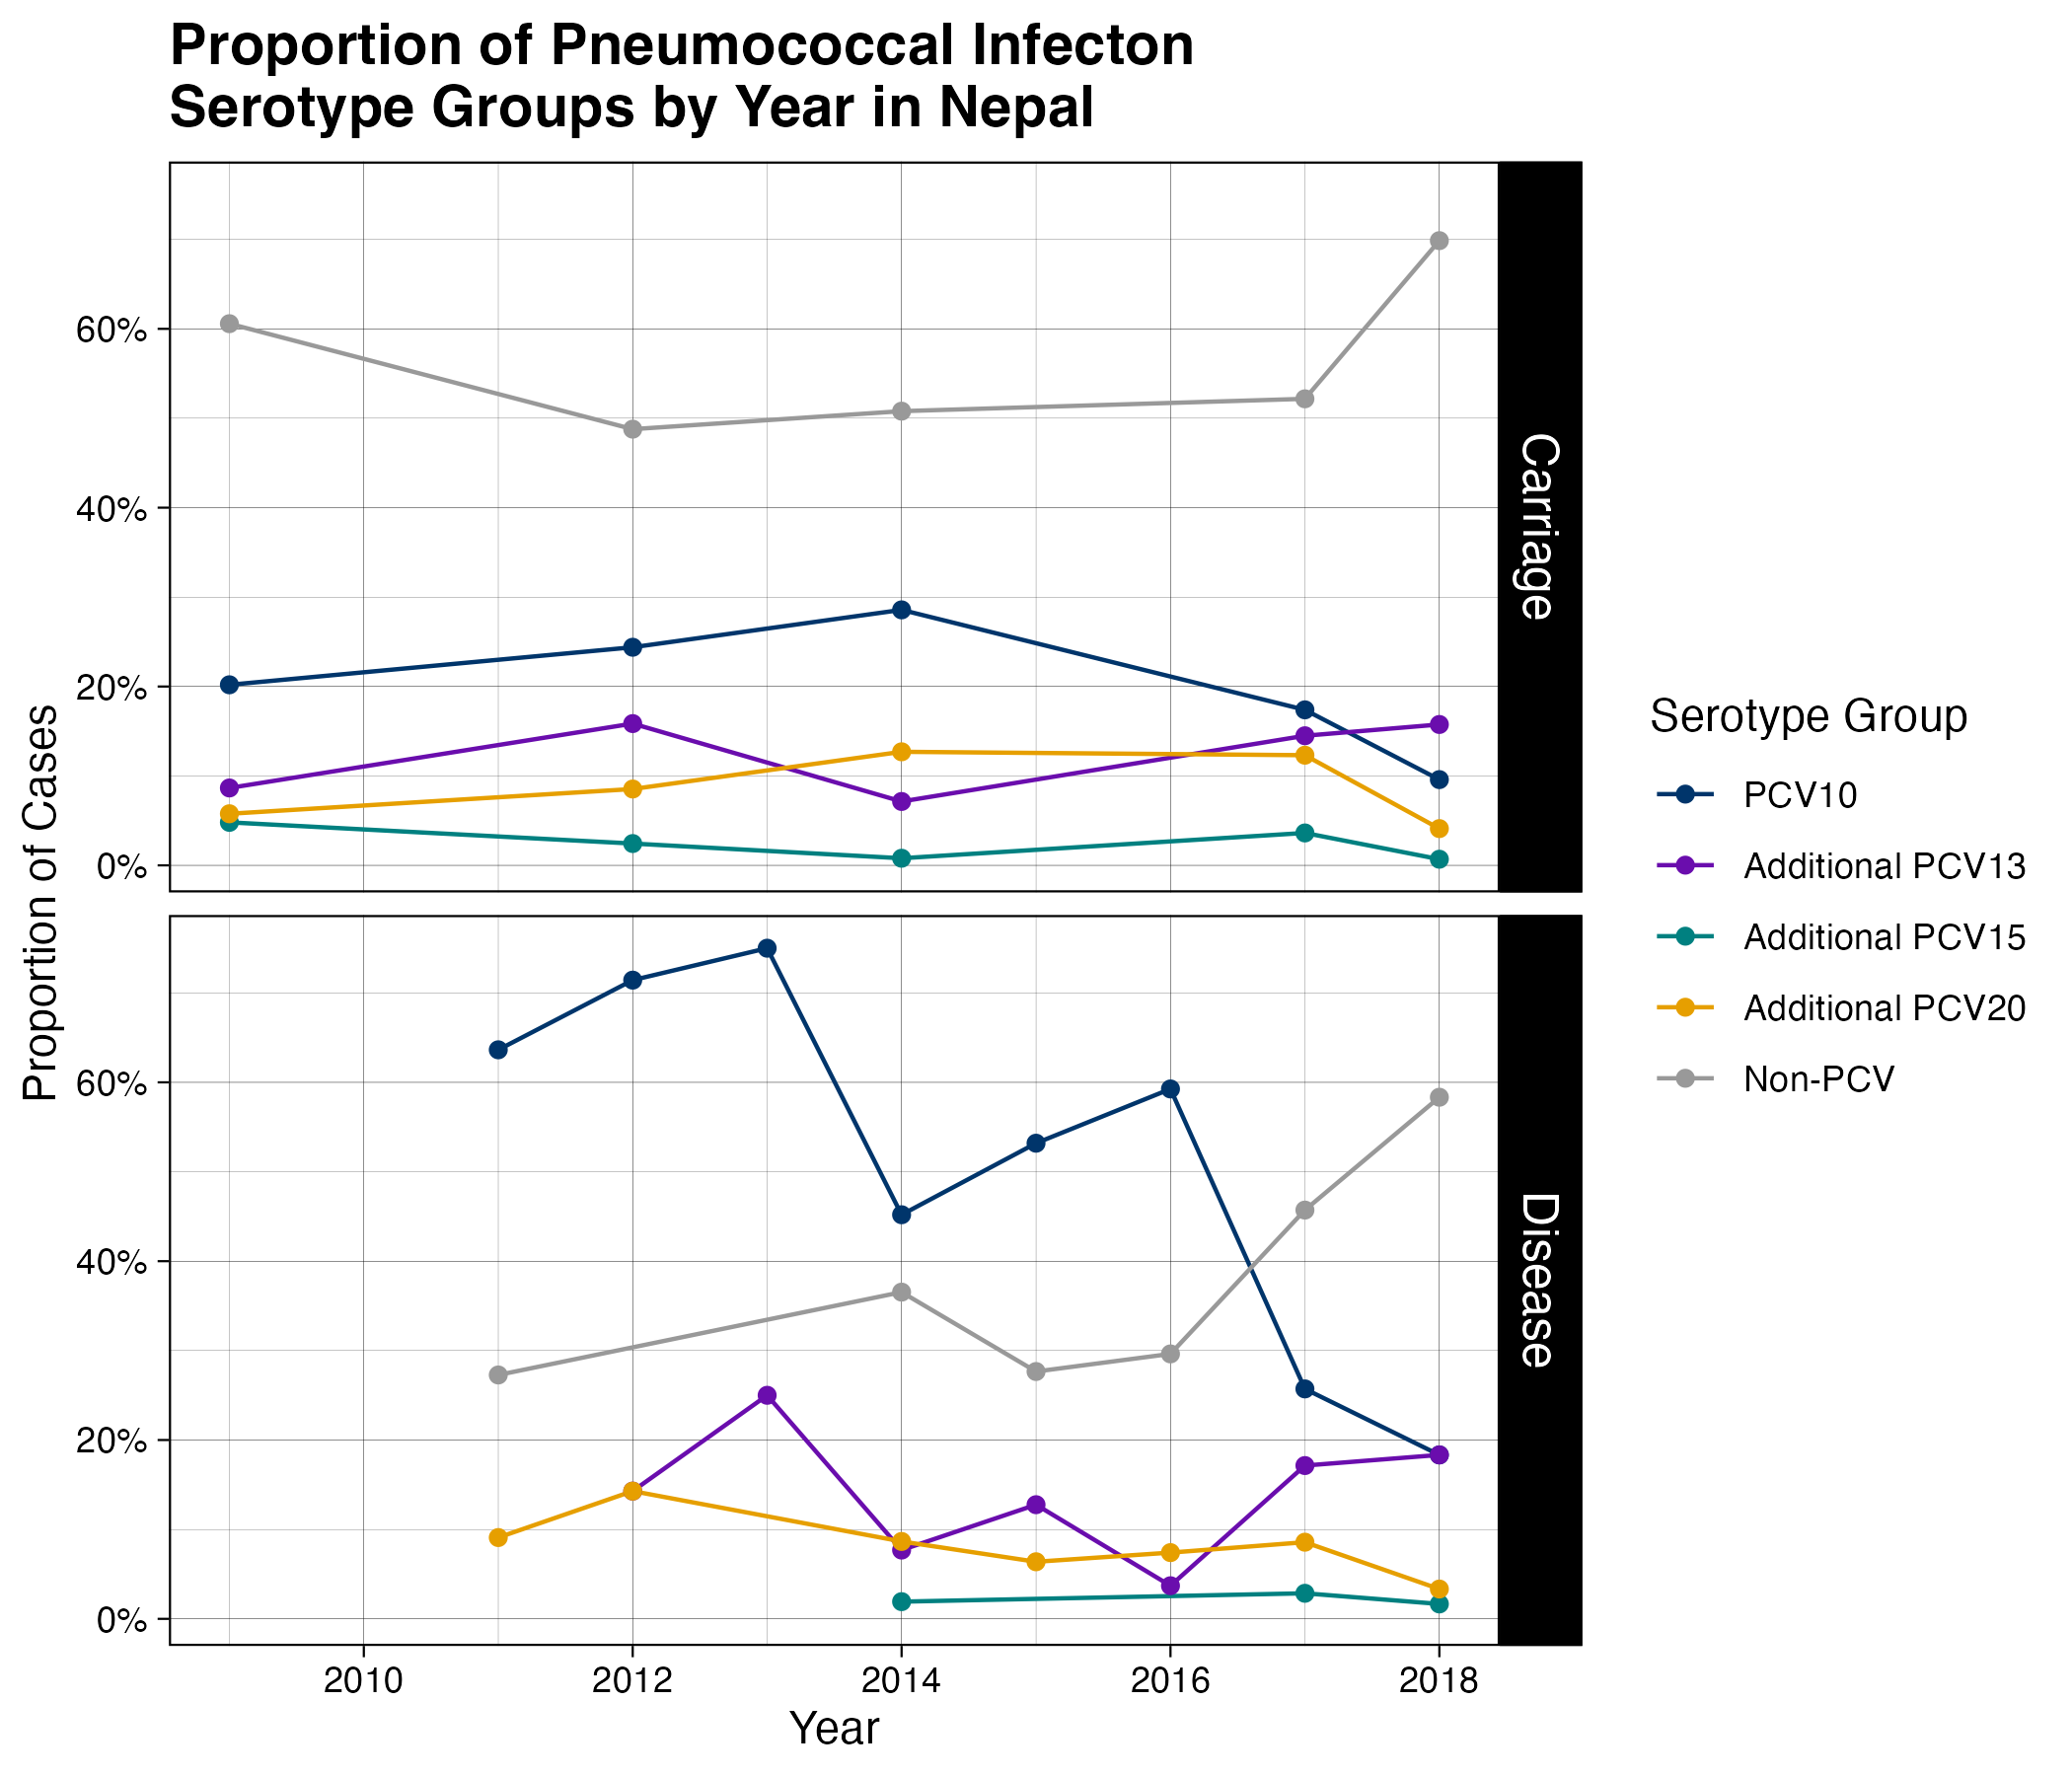 Proportion of Pneumococcal Infecton
Serotype Groups by Year in Nepal
Proportion of Cases
60%
40%
20%
0%
Carriage
60%
40%
20%
0%
Disease
2010
2012
2014
2016
2018
Year
Serotype Group
PCV10
Additional PCV13
Additional PCV15
Additional PCV20
Non-PCV